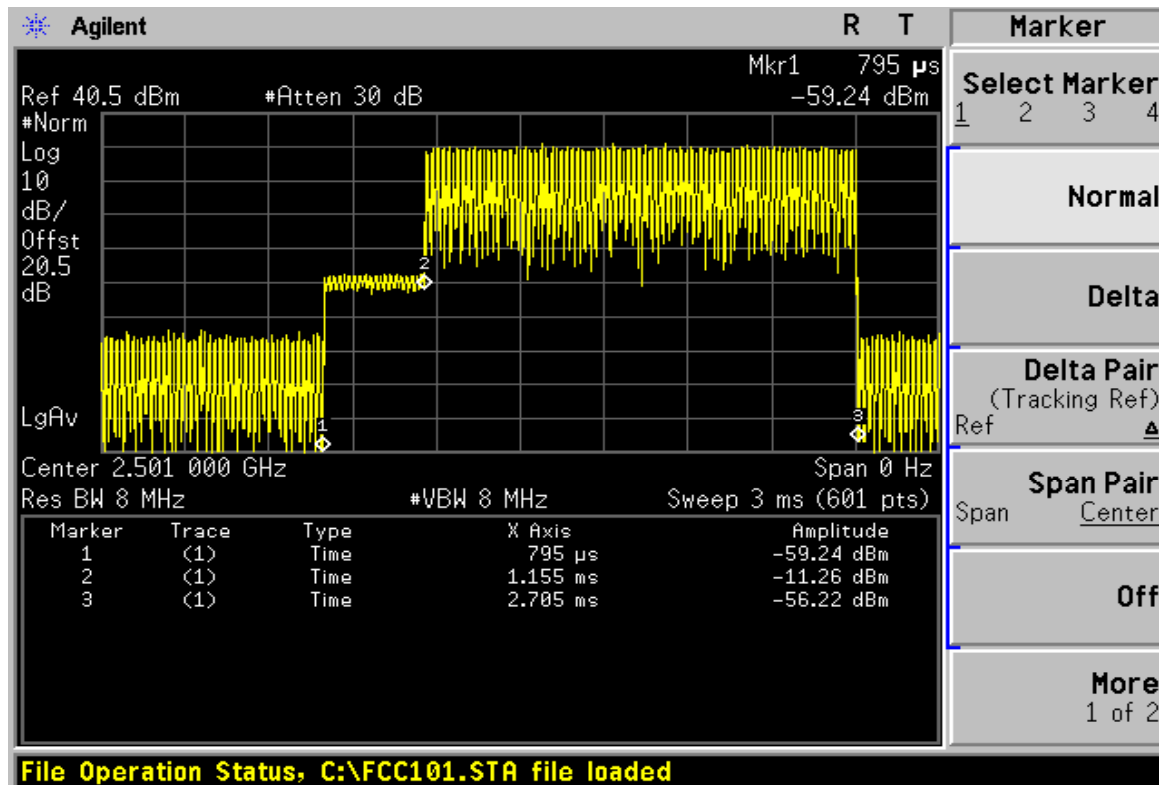 Agilent R T
Mkr1 795 µs
Ref 40.5 dBm #Atten 30 dB -59.24 dBm
#Norm
Log
10
dB/
Offst
20.5
dB
LgAv
2
1
3
Center 2.501 000 GHz Span 0 Hz
Res BW 8 MHz #VBW 8 MHz Sweep 3 ms (601 pts)
Marker Trace Type X Axis Amplitude
1 (1) Time 795 µs -59.24 dBm
2 (1) Time 1.155 ms -11.26 dBm
3 (1) Time 2.705 ms -56.22 dBm
File Operation Status, C:\FCC101.STA file loaded
Marker
Select Marker
1 2 3 4
Normal
Delta
Delta Pair
(Tracking Ref)
Ref Δ
Span Pair
Span Center
Off
More
1 of 2